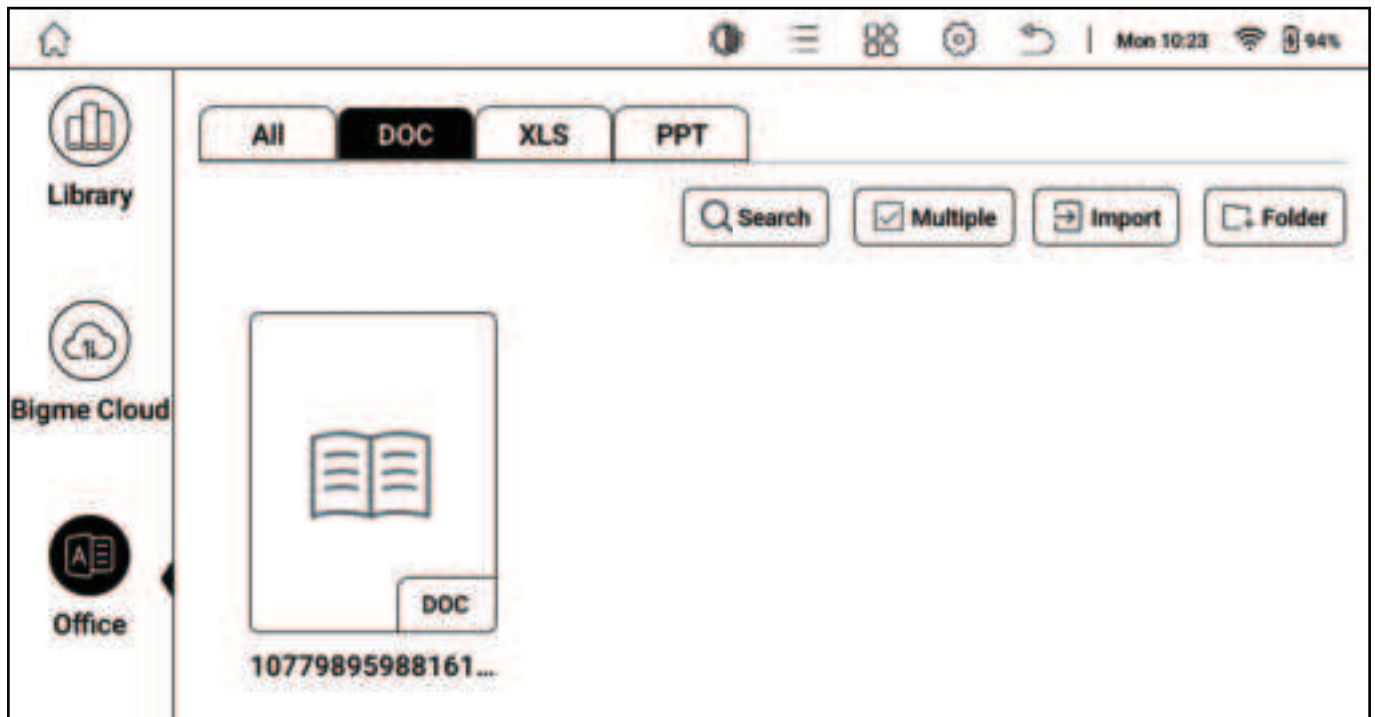 Mon 10:23 94%
All DOC XLS PPT
Library
Search Multiple Import Folder
Bigme Cloud
A
DOC
Office
10779895988161...